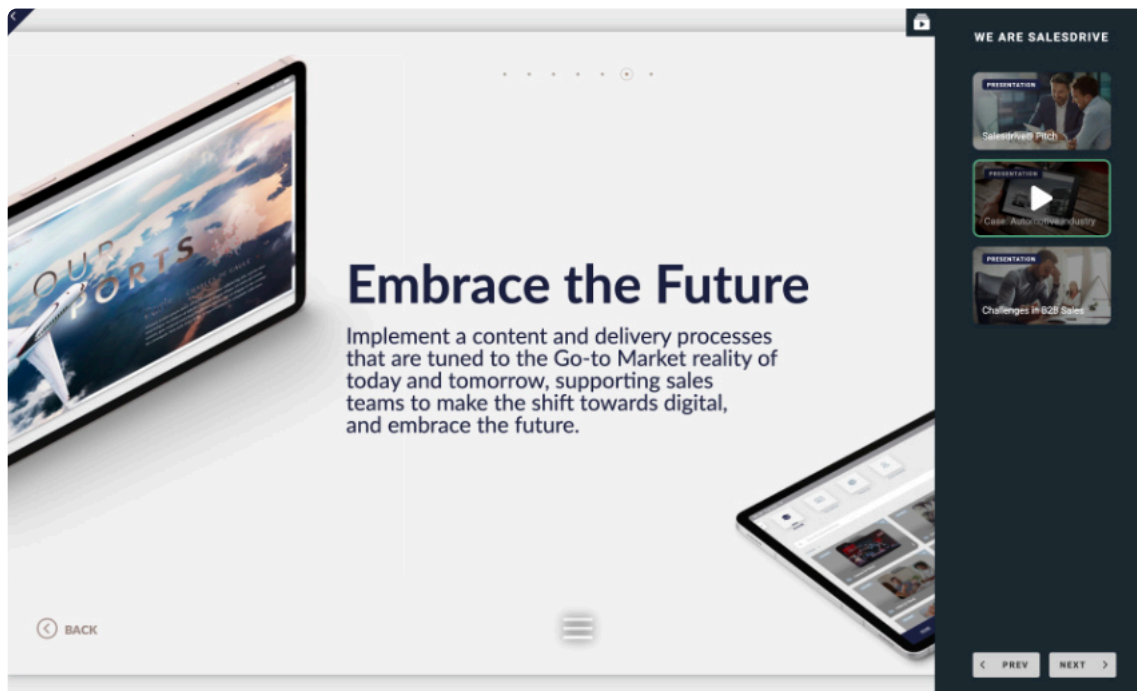 WE ARE SALESDRIVE
PRESENTATION
Salesdrive® Pitch
PRESENTATION
Case: Automotive industry
PRESENTATION
Challenges in B2B Sales
OUR
PORTS
Embrace the Future
Implement a content and delivery processes
that are tuned to the Go-to Market reality of
today and tomorrow, supporting sales
teams to make the shift towards digital,
and embrace the future.
BACK
PREV
NEXT